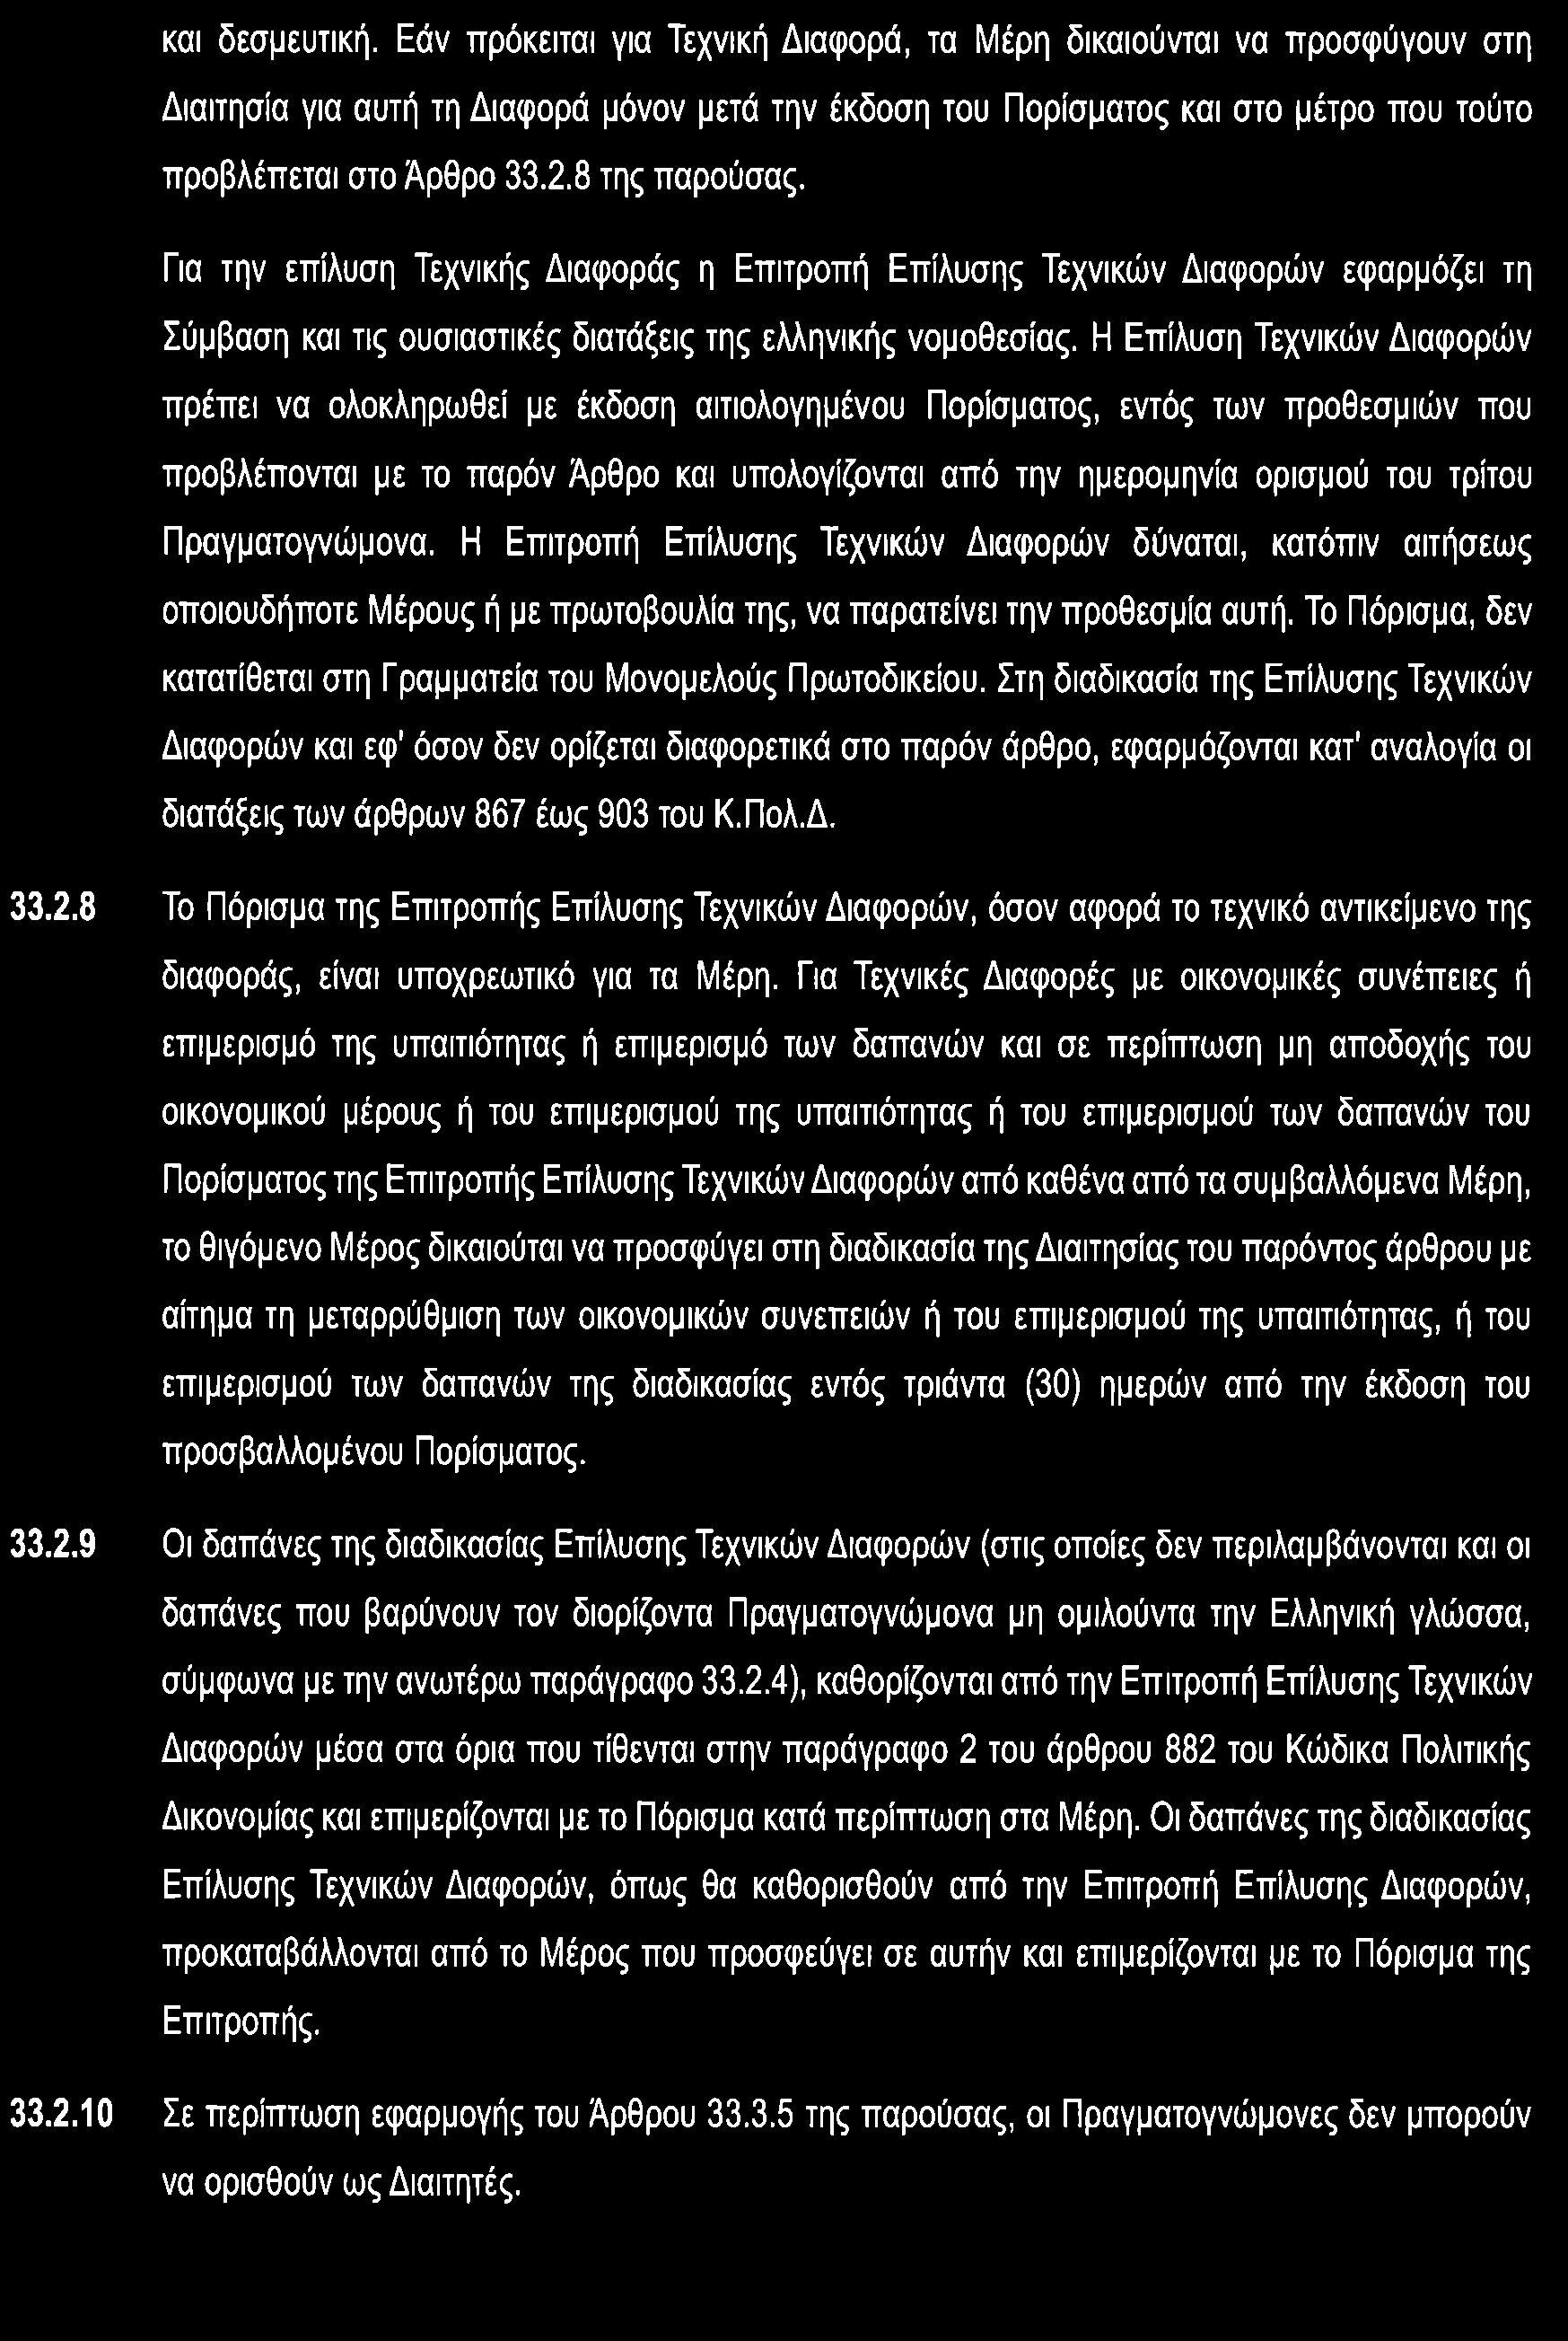 και δεσμευτική. Εάν πρόκειται για Τεχνική Διαφορά, τα Μέρη δικαιούνται να προσφύγουν στη
Διαιτησία για αυτή τη Διαφορά μόνον μετά την έκδοση του Πορίσματος και στο μέτρο που τούτο
προβλέπεται στο Άρθρο 33.2.8 της παρούσας.
Για την επίλυση Τεχνικής Διαφοράς η Επιτροπή Επίλυσης Τεχνικών Διαφορών εφαρμόζει τη
Σύμβαση και τις ουσιαστικές διατάξεις της ελληνικής νομοθεσίας. Η Επίλυση Τεχνικών Διαφορών
πρέπει να ολοκληρωθεί με έκδοση αιτιολογημένου Πορίσματος, εντός των προθεσμιών που
προβλέπονται με το παρόν Άρθρο και υπολογίζονται από την ημερομηνία ορισμού του τρίτου
Πραγματογνώμονα. Η Επιτροπή Επίλυσης Τεχνικών Διαφορών δύναται, κατόπιν αιτήσεως
οποιουδήποτε Μέρους ή με πρωτοβουλία της, να παρατείνει την προθεσμία αυτή. Το Πόρισμα, δεν
κατατίθεται στη Γραμματεία του Μονομελούς Πρωτοδικείου. Στη διαδικασία της Επίλυσης Τεχνικών
Διαφορών και εφ' όσον δεν ορίζεται διαφορετικά στο παρόν άρθρο, εφαρμόζονται κατ' αναλογία οι
διατάξεις των άρθρων 867 έως 903 του Κ.Πολ.Δ.
33.2.8 Το Πόρισμα της Επιτροπής Επίλυσης Τεχνικών Διαφορών, όσον αφορά το τεχνικό αντικείμενο της
διαφοράς, είναι υποχρεωτικό για τα Μέρη. Για Τεχνικές Διαφορές με οικονομικές συνέπειες ή
επιμερισμό της υπαιτιότητας ή επιμερισμό των δαπανών και σε περίπτωση μη αποδοχής του
οικονομικού μέρους ή του επιμερισμού της υπαιτιότητας ή του επιμερισμού των δαπανών του
Πορίσματος της Επιτροπής Επίλυσης Τεχνικών Διαφορών από καθένα από τα συμβαλλόμενα Μέρη,
το θιγόμενο Μέρος δικαιούται να προσφύγει στη διαδικασία της Διαιτησίας του παρόντος άρθρου με
αίτημα τη μεταρρύθμιση των οικονομικών συνεπειών ή του επιμερισμού της υπαιτιότητας, ή του
επιμερισμού των δαπανών της διαδικασίας εντός τριάντα (30) ημερών από την έκδοση του
προσβαλλομένου Πορίσματος.
33.2.9 Οι δαπάνες της διαδικασίας Επίλυσης Τεχνικών Διαφορών (στις οποίες δεν περιλαμβάνονται και οι
δαπάνες που βαρύνουν τον διορίζοντα Πραγματογνώμονα μη ομιλούντα την Ελληνική γλώσσα,
σύμφωνα με την ανωτέρω παράγραφο 33.2.4), καθορίζονται από την Επιτροπή Επίλυσης Τεχνικών
Διαφορών μέσα στα όρια που τίθενται στην παράγραφο 2 του άρθρου 882 του Κώδικα Πολιτικής
Δικονομίας και επιμερίζονται με το Πόρισμα κατά περίπτωση στα Μέρη. Οι δαπάνες της διαδικασίας
Επίλυσης Τεχνικών Διαφορών, όπως θα καθορισθούν από την Επιτροπή Επίλυσης Διαφορών,
προκαταβάλλονται από το Μέρος που προσφεύγει σε αυτήν και επιμερίζονται με το Πόρισμα της
Επιτροπής.
33.2.10 Σε περίπτωση εφαρμογής του Άρθρου 33.3.5 της παρούσας, οι Πραγματογνώμονες δεν μπορούν
να ορισθούν ως Διαιτητές.